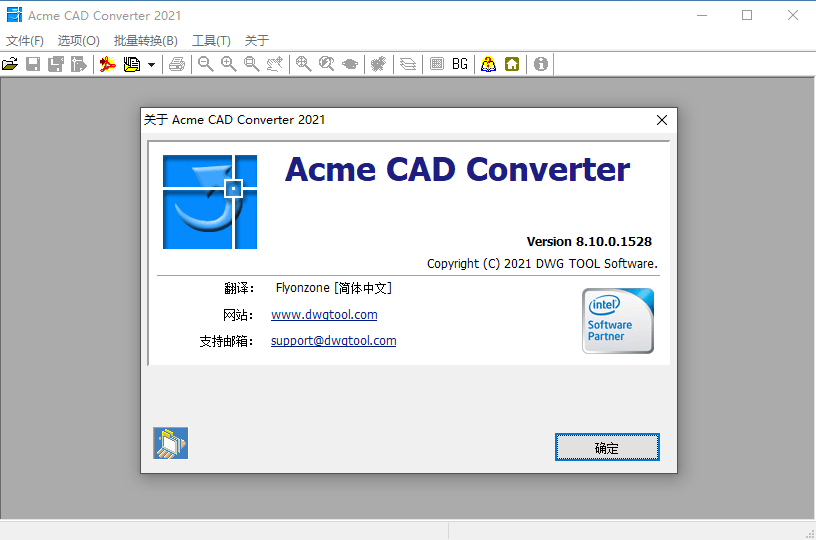 Acme CAD Converter 2021
文件(F) 选项(O) 批量转换(B) 工具(T) 关于
BG
关于 Acme CAD Converter 2021
Acme CAD Converter
Version 8.10.0.1528
Copyright (C) 2021 DWG TOOL Software.
翻译： Flyonzone [简体中文]
网站： www.dwgtool.com
支持邮箱： support@dwgtool.com
intel
Software
Partner
确定